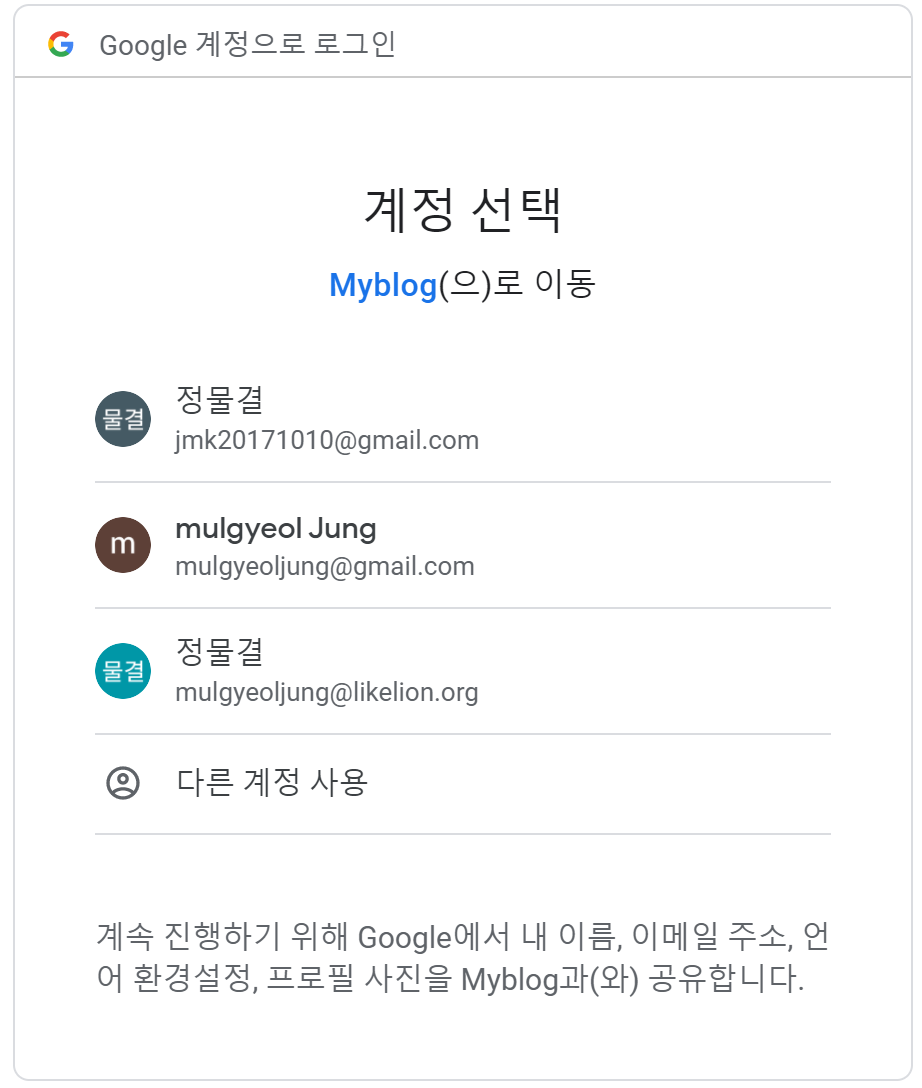 Google 계정으로 로그인
계정 선택
Myblog(으)로 이동
물결
정물결
jmk20171010@gmail.com
m
mulgyeol Jung
mulgyeoljung@gmail.com
물결
정물결
mulgyeoljung@likelion.org
다른 계정 사용
계속 진행하기 위해 Google에서 내 이름, 이메일 주소, 언
어 환경설정, 프로필 사진을 Myblog과(와) 공유합니다.